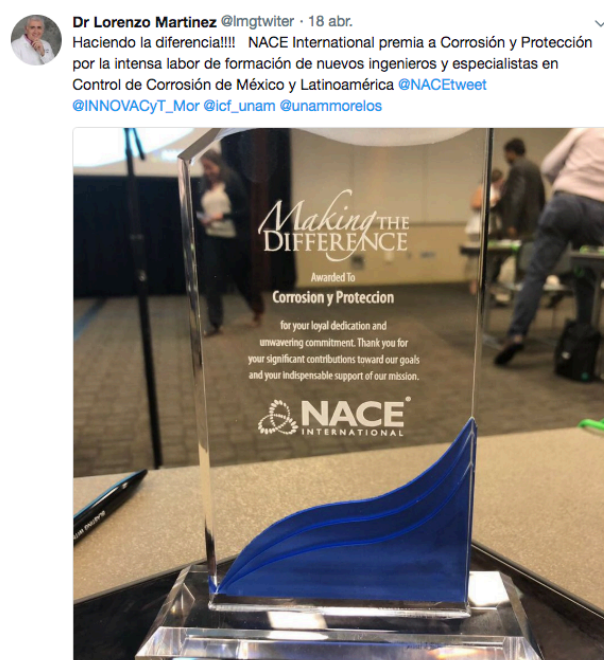 Dr Lorenzo Martinez @lmgtwiter · 18 abr.
Haciendo la diferencia!!!! NACE International premia a Corrosión y Protección
por la intensa labor de formación de nuevos ingenieros y especialistas en
Control de Corrosión de México y Latinoamérica @NACEtweet
@INNOVACyT_Mor @icf_unam @unammorelos
Making THE
DIFFERENCE
Awarded To
Corrosion y Proteccion
for your loyal dedication and
unwavering commitment. Thank you for
your significant contributions toward our goals
and your indispensable support of our mission.
NACE®
INTERNATIONAL